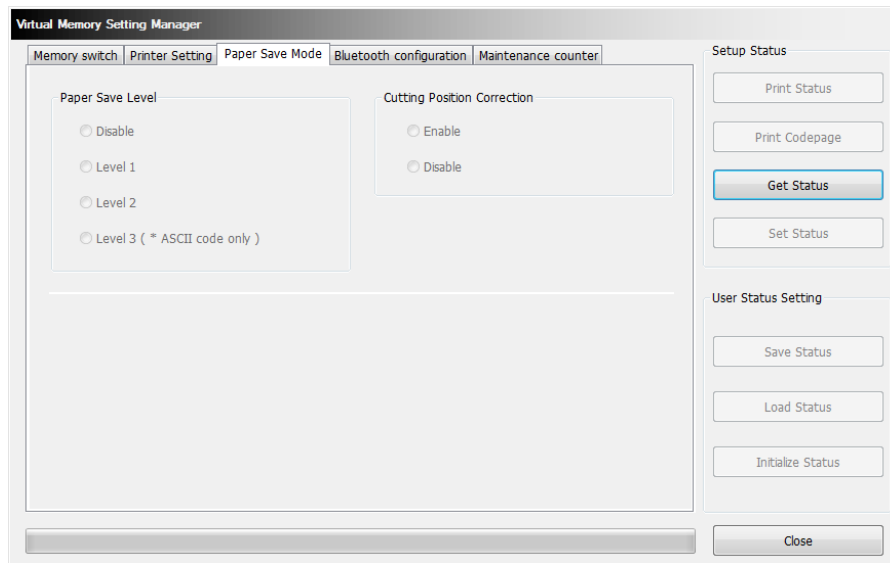 Virtual Memory Setting Manager
Memory switch
Printer Setting
Paper Save Mode
Bluetooth configuration
Maintenance counter
Paper Save Level
Disable
Level 1
Level 2
Level 3 ( * ASCII code only )
Cutting Position Correction
Enable
Disable
Setup Status
Print Status
Print Codepage
Get Status
Set Status
User Status Setting
Save Status
Load Status
Initialize Status
Close